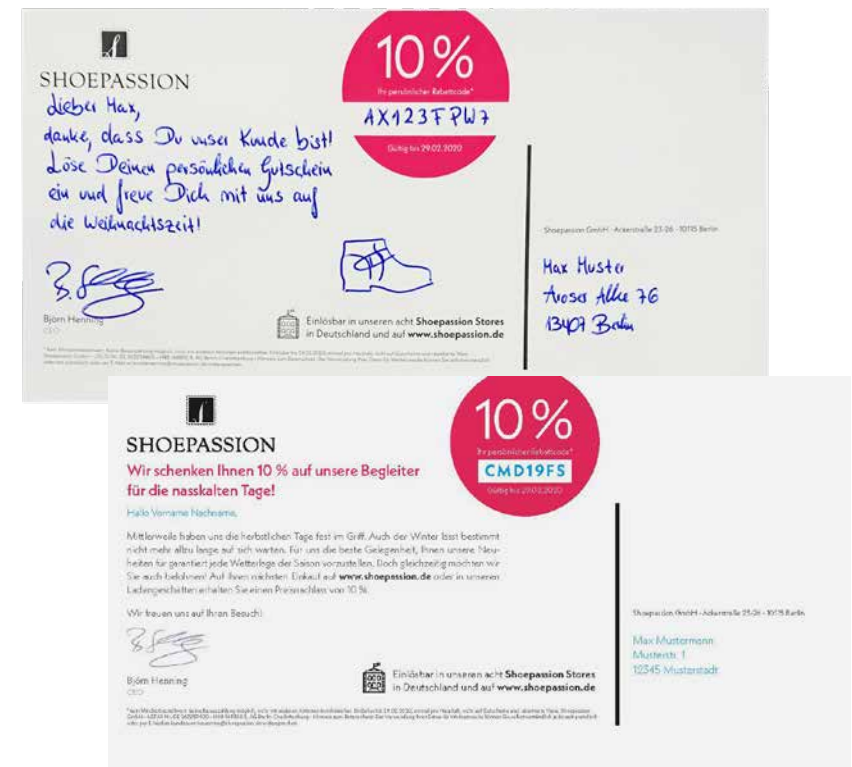 SHOEPASSION
Lieber Max,
danke, dass Du unser Kunde bist!
Löse Deinen persönlichen Gutschein
ein und freue Dich mit uns auf
die Weihnachtszeit!
Björn Henning
CEO
10 %
Ihr persönlicher Rabattcode*
AX123FPW7
Gültig bis 29.02.2020
Einlösbar in unseren acht Shoepassion Stores
in Deutschland und auf www.shoepassion.de
Shoepassion GmbH · Ackerstraße 23-26 · 10115 Berlin
Max Muster
Aroser Allee 76
13407 Berlin
SHOEPASSION
Wir schenken Ihnen 10 % auf unsere Begleiter
für die nasskalten Tage!
Hallo Vorname Nachname,
Mittlerweile haben uns die herbstlichen Tage fest im Griff. Auch der Winter lässt bestimmt
nicht mehr allzu lange auf sich warten. Für uns die beste Gelegenheit, Ihnen unsere Neu-
heiten für garantiert jede Wetterlage der Saison vorzustellen. Doch gleichzeitig möchten wir
Sie auch belohnen! Auf Ihren nächsten Einkauf auf www.shoepassion.de oder in unseren
Ladengeschäften erhalten Sie einen Preisnachlass von 10 %.
Wir freuen uns auf Ihren Besuch!
Björn Henning
CEO
10 %
Ihr persönlicher Rabattcode*
CMD19FS
Gültig bis 29.02.2020
Einlösbar in unseren acht Shoepassion Stores
in Deutschland und auf www.shoepassion.de
Shoepassion GmbH · Ackerstraße 23-26 · 10115 Berlin
Max Mustermann
Musterstr. 1
12345 Musterstadt